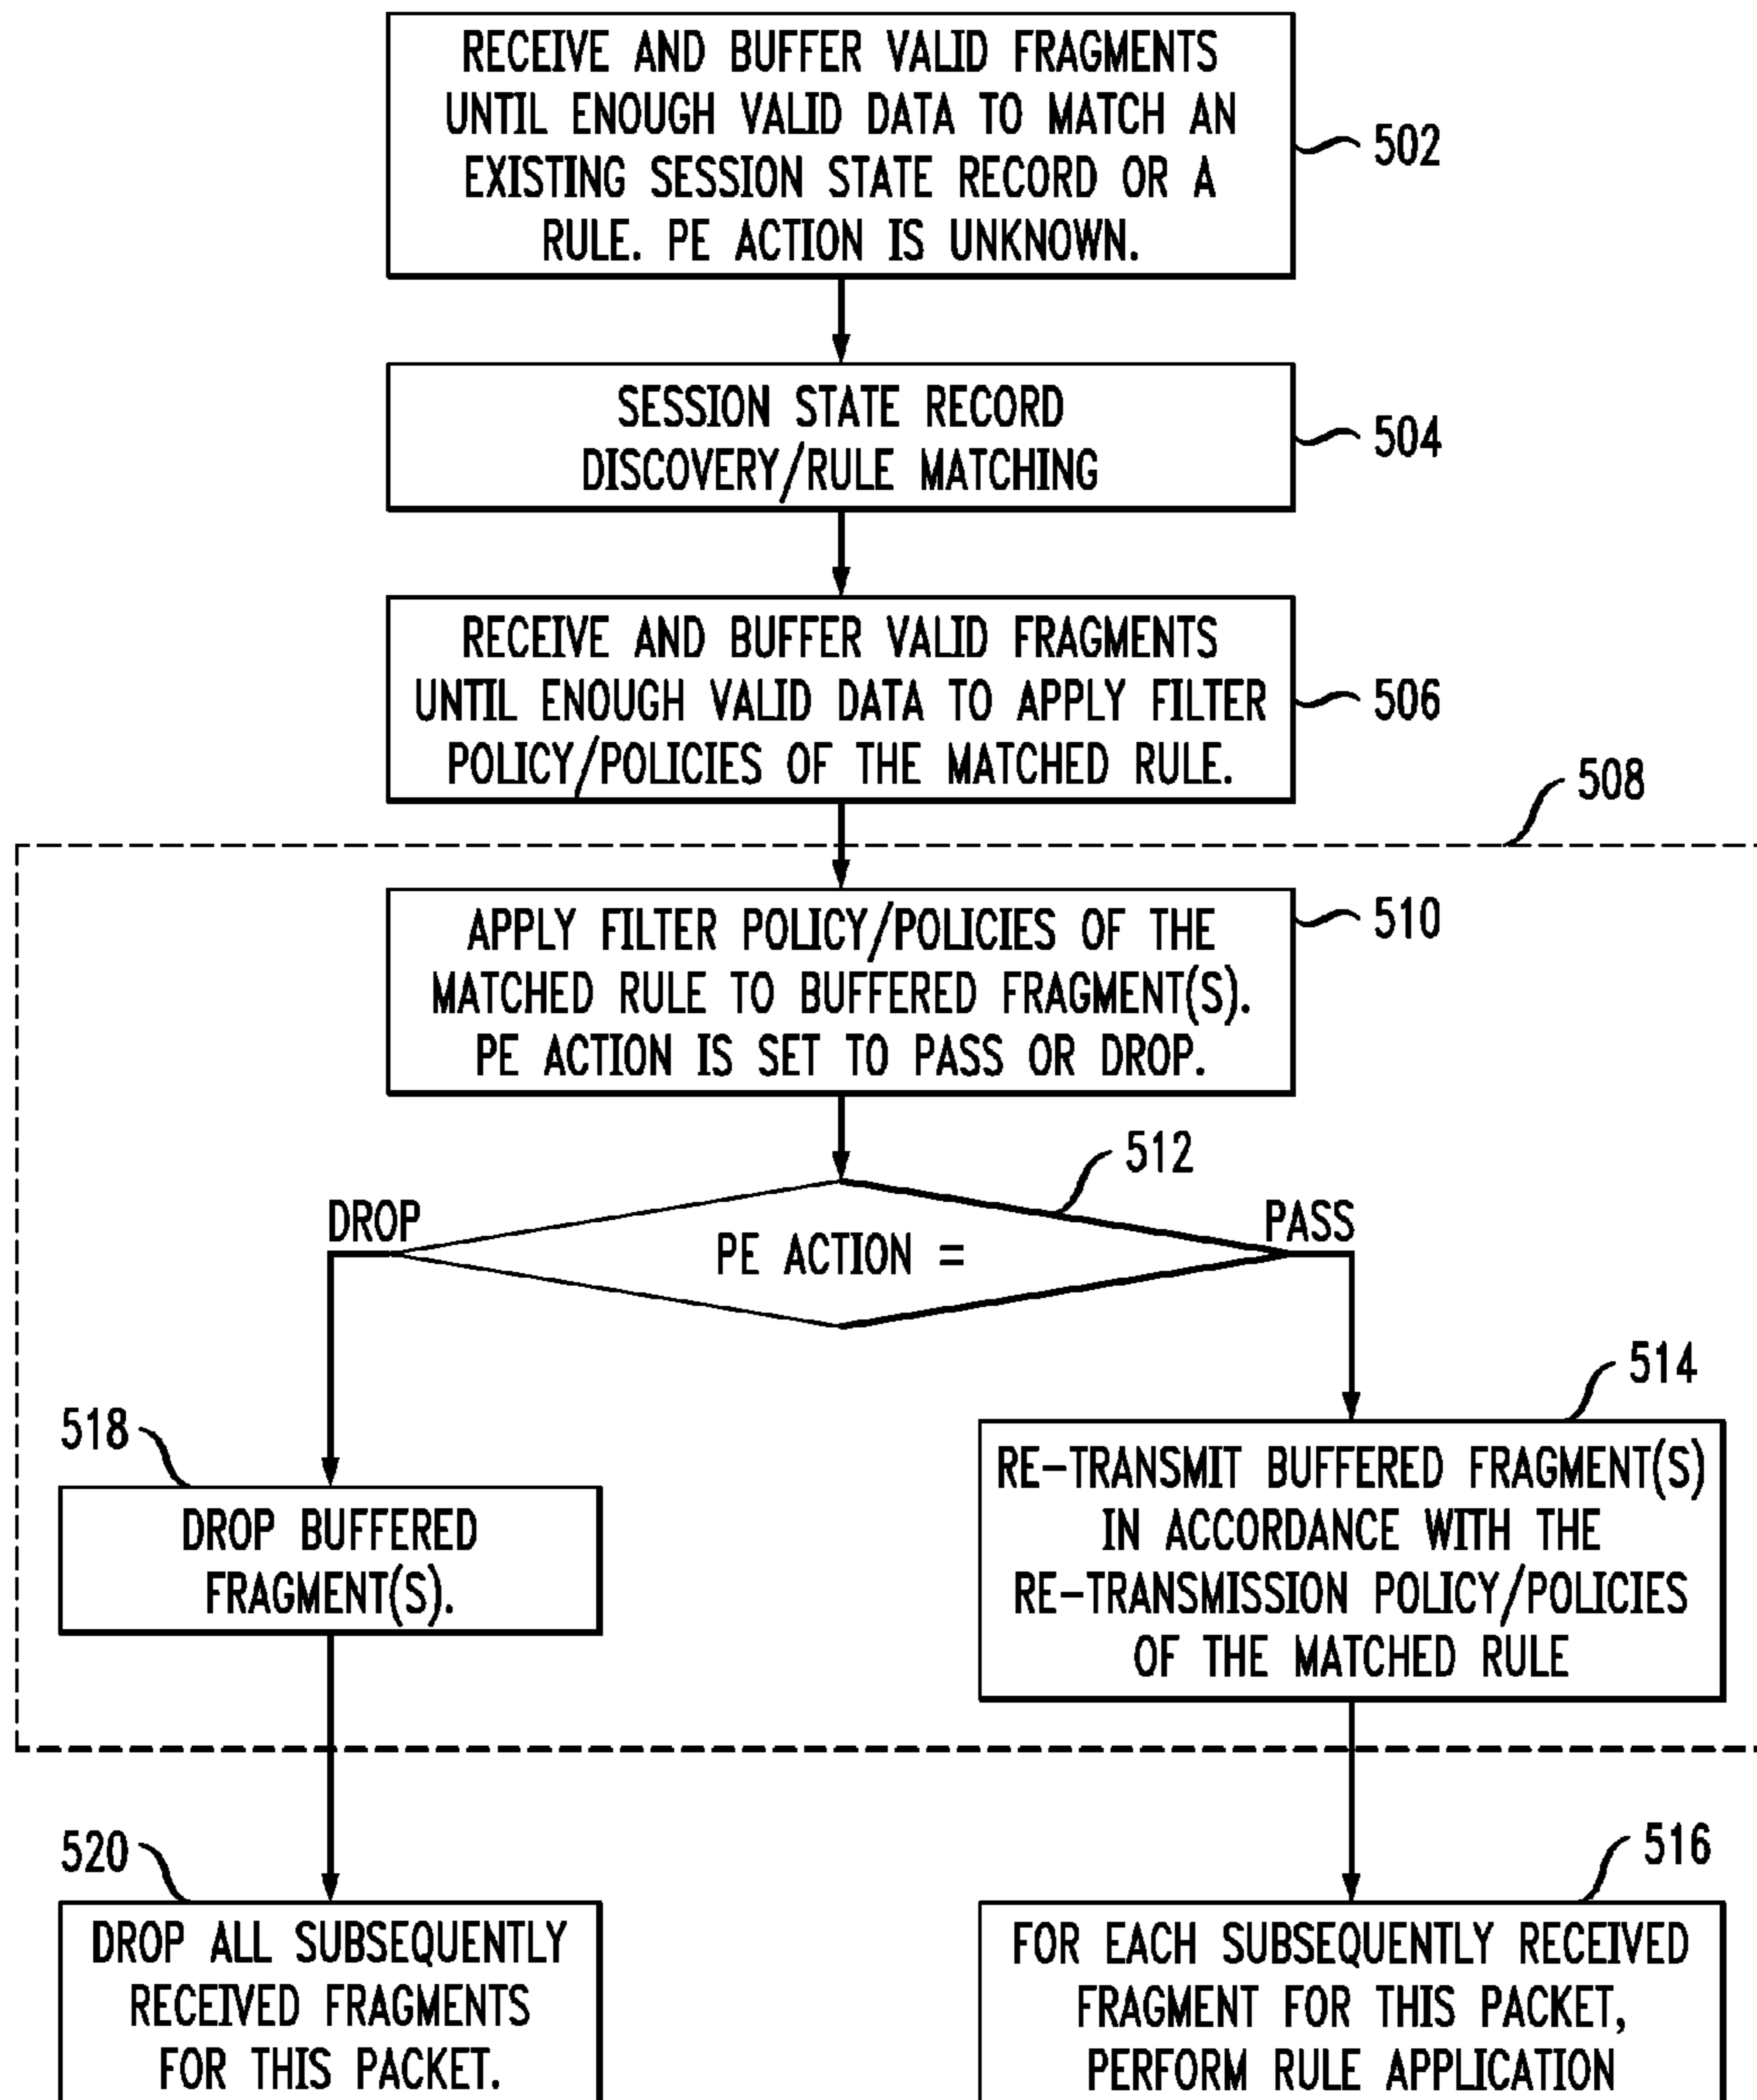 RECEIVE AND BUFFER VALID FRAGMENTS
UNTIL ENOUGH VALID DATA TO MATCH AN
EXISTING SESSION STATE RECORD OR A
RULE. PE ACTION IS UNKNOWN.
502
SESSION STATE RECORD
DISCOVERY/RULE MATCHING
504
RECEIVE AND BUFFER VALID FRAGMENTS
UNTIL ENOUGH VALID DATA TO APPLY FILTER
POLICY/POLICIES OF THE MATCHED RULE.
506
508
APPLY FILTER POLICY/POLICIES OF THE
MATCHED RULE TO BUFFERED FRAGMENT(S).
PE ACTION IS SET TO PASS OR DROP.
510
512
DROP
PE ACTION =
PASS
518
DROP BUFFERED
FRAGMENT(S).
514
RE-TRANSMIT BUFFERED FRAGMENT(S)
IN ACCORDANCE WITH THE
RE-TRANSMISSION POLICY/POLICIES
OF THE MATCHED RULE
520
DROP ALL SUBSEQUENTLY
RECEIVED FRAGMENTS
FOR THIS PACKET.
516
FOR EACH SUBSEQUENTLY RECEIVED
FRAGMENT FOR THIS PACKET,
PERFORM RULE APPLICATION